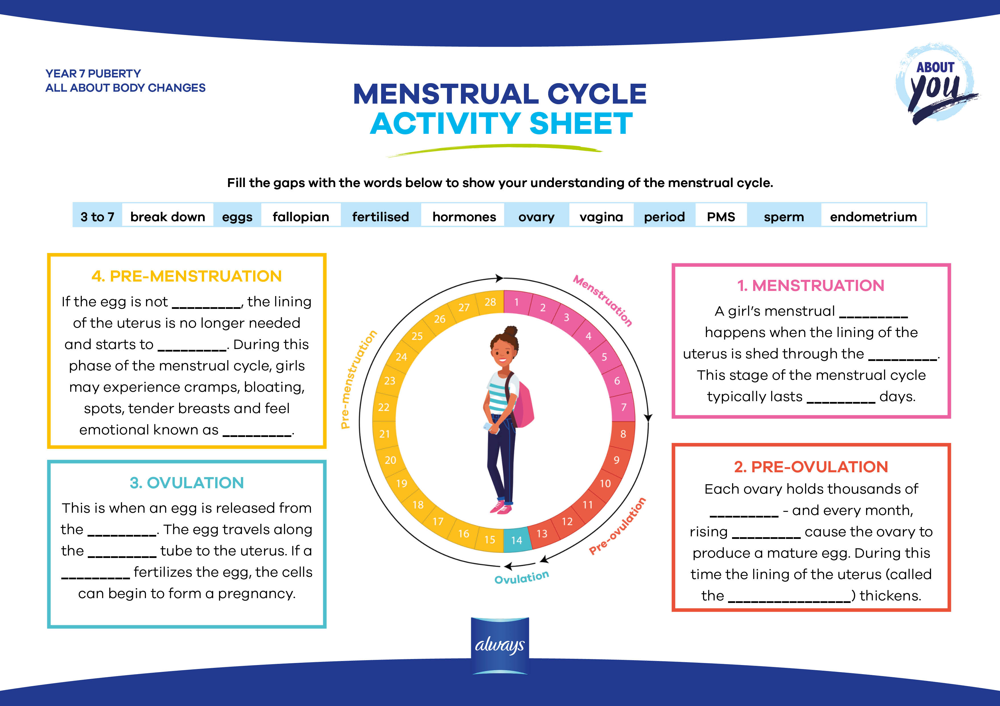 YEAR 7 PUBERTY
ALL ABOUT BODY CHANGES
MENSTRUAL CYCLE
ACTIVITY SHEET
ABOUT
you
Fill the gaps with the words below to show your understanding of the menstrual cycle.
3 to 7 break down eggs fallopian fertilised hormones ovary vagina period PMS sperm endometrium
4. PRE-MENSTRUATION
If the egg is not _________, the lining
of the uterus is no longer needed
and starts to _________. During this
phase of the menstrual cycle, girls
may experience cramps, bloating,
spots, tender breasts and feel
emotional known as _________.
3. OVULATION
This is when an egg is released from
the _________. The egg travels along
the _________ tube to the uterus. If a
_________ fertilizes the egg, the cells
can begin to form a pregnancy.
Menstruation
Pre-ovulation
Ovulation
Pre-menstruation
1
2
3
4
5
6
7
8
9
10
11
12
13
14
15
16
17
18
19
20
21
22
23
24
25
26
27
28
1. MENSTRUATION
A girl’s menstrual _________
happens when the lining of the
uterus is shed through the _________.
This stage of the menstrual cycle
typically lasts _________ days.
2. PRE-OVULATION
Each ovary holds thousands of
_________ - and every month,
rising _________ cause the ovary to
produce a mature egg. During this
time the lining of the uterus (called
the ________________) thickens.
always